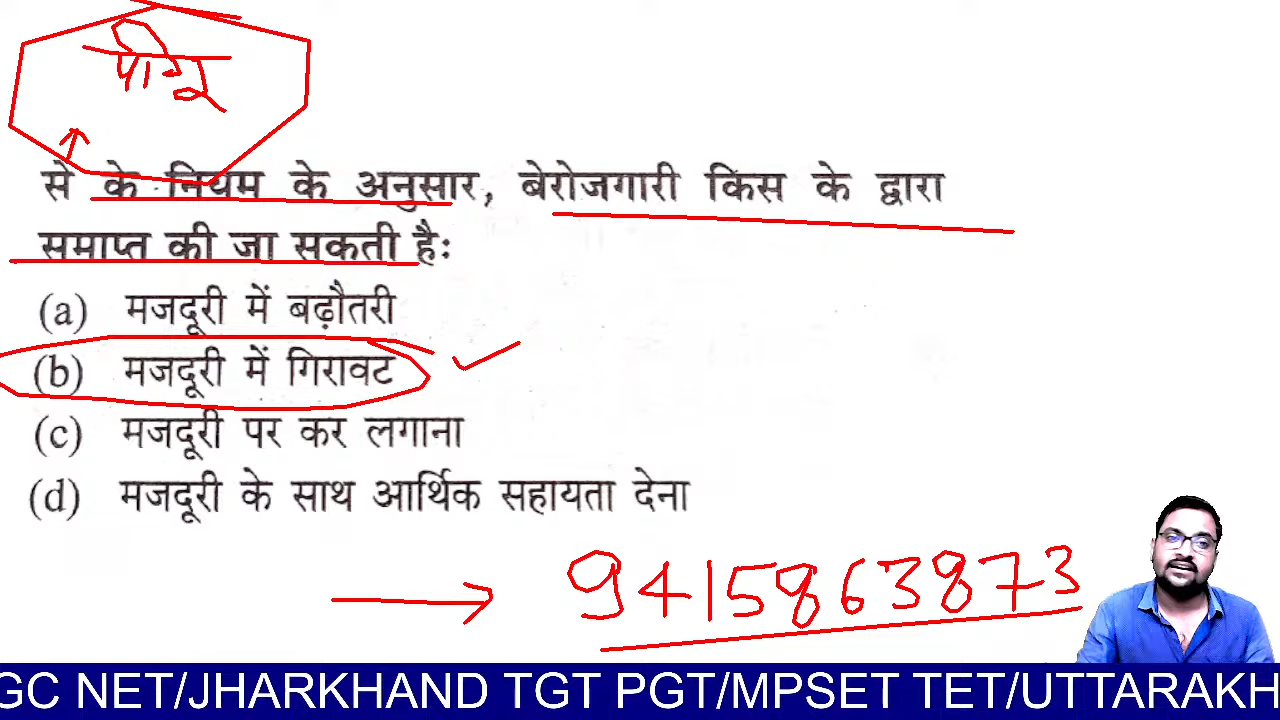 पीगू
से के नियम के अनुसार, बेरोजगारी किस के द्वारा
समाप्त की जा सकती है:
(a) मजदूरी में बढ़ौतरी
(b) मजदूरी में गिरावट
(c) मजदूरी पर कर लगाना
(d) मजदूरी के साथ आर्थिक सहायता देना
9415863873
GC NET/JHARKHAND TGT PGT/MPSET TET/UTTARAKH